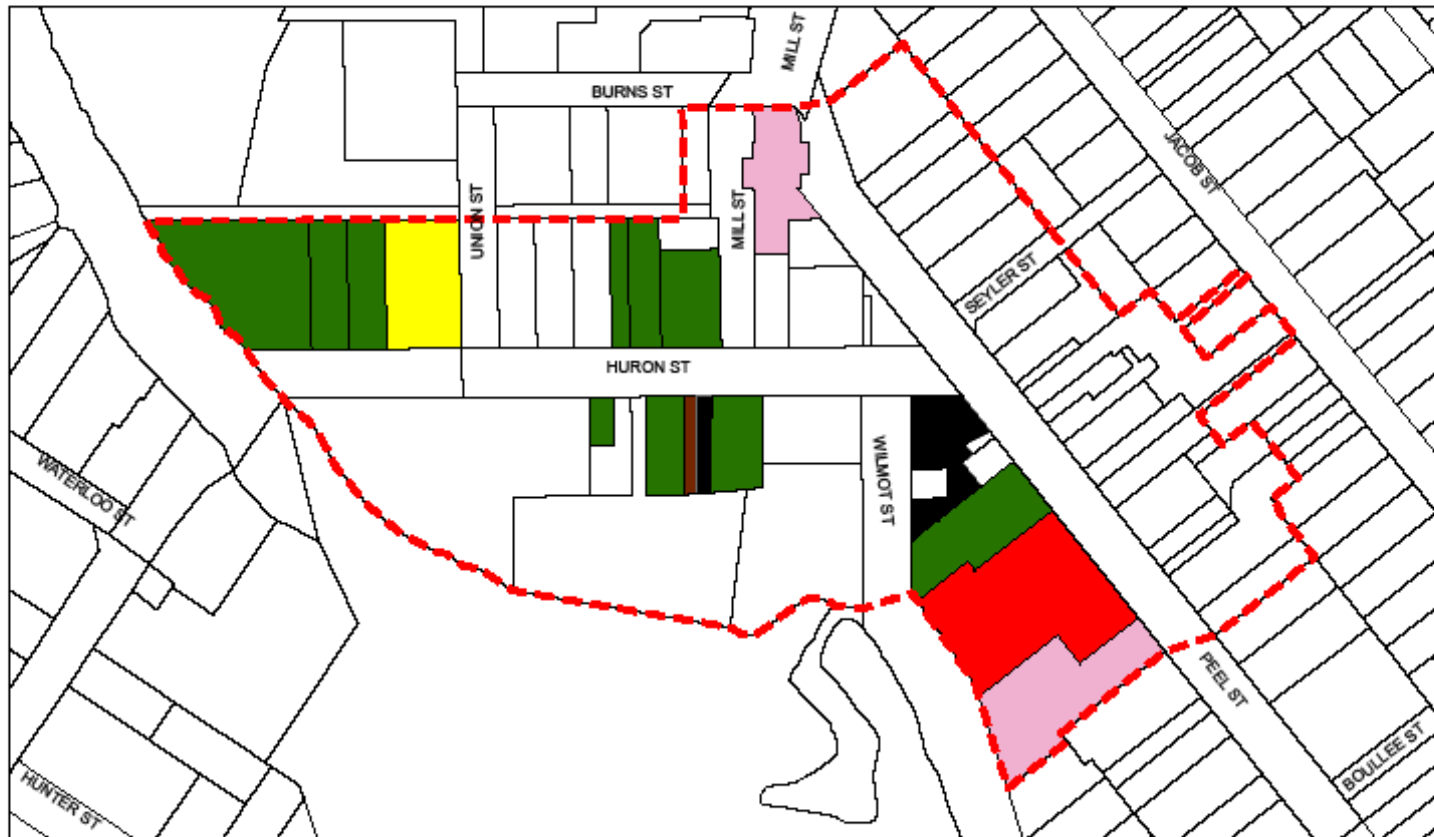 MILL ST
BURNS ST
JACOB ST
UNION ST
MILL ST
SEYLER ST
HURON ST
WATERLOO ST
WILMOT ST
PEEL ST
BOULLEE ST
HUNTER ST